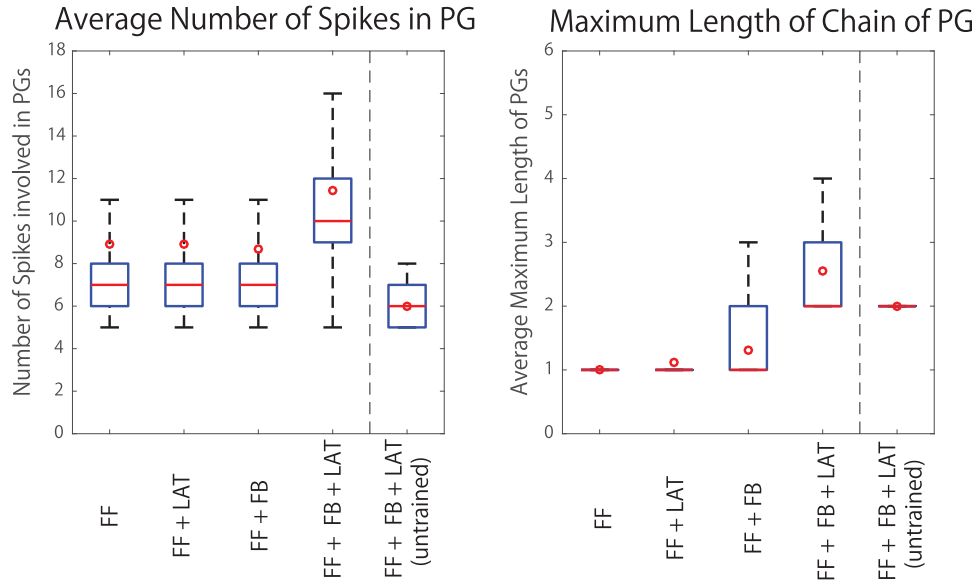 Average Number of Spikes in PG
Number of Spikes involved in PGs
18
16
14
12
10
8
6
4
2
0
FF
FF + LAT
FF + FB
FF + FB + LAT
FF + FB + LAT
(untrained)
Maximum Length of Chain of PG
Average Maximum Length of PGs
6
5
4
3
2
1
0
FF
FF + LAT
FF + FB
FF + FB + LAT
FF + FB + LAT
(untrained)